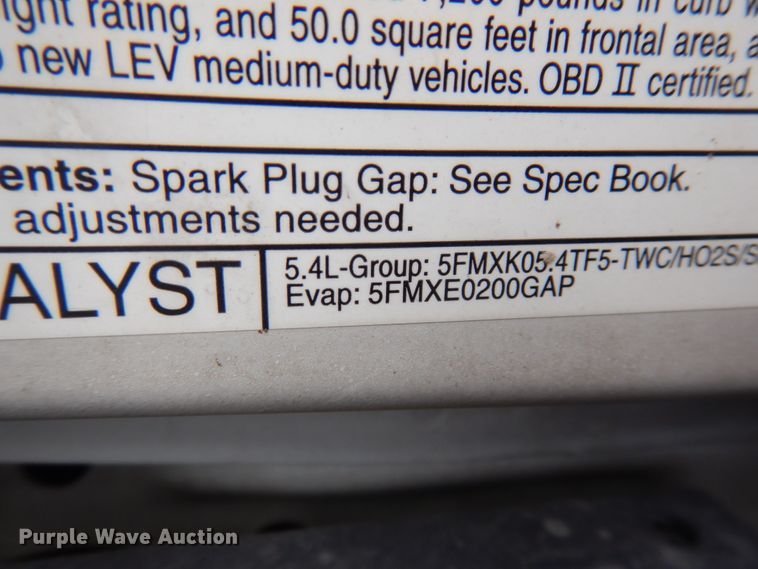 rating, and 50.0 square feet in frontal area,
new LEV medium-duty vehicles. OBD II certified.
ents: Spark Plug Gap: See Spec Book.
adjustments needed.
ALYST
5.4L-Group: 5FMXK05.4TF5-TWC/HO2S/S
Evap: 5FMXE0200GAP
Purple Wave Auction